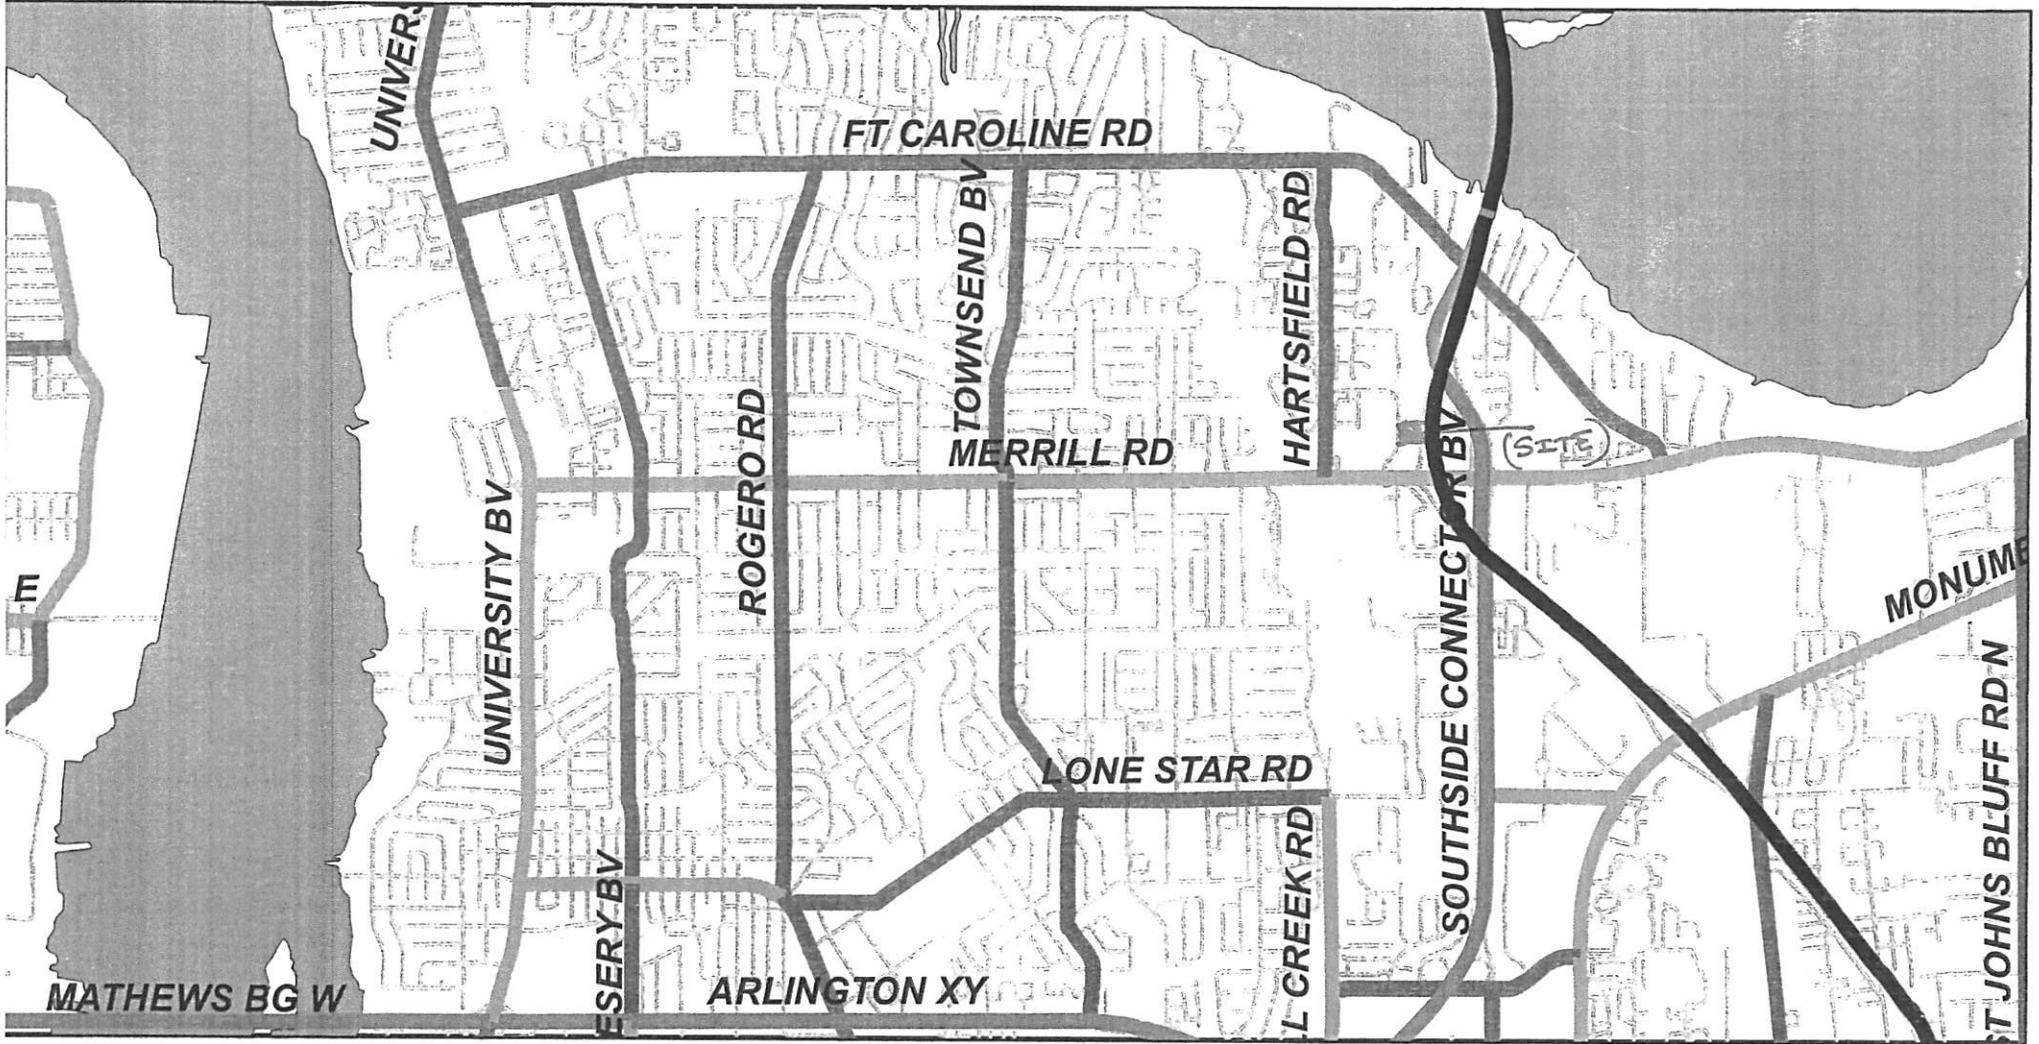 UNIVERS
FT CAROLINE RD
TOWNSEND BV
HARTSFIELD RD
ROGERO RD
MERRILL RD
(SITE)
UNIVERSITY BV
SOUTHSIDE CONNECTOR BV
E
MONUME
ST JOHNS BLUFF RD N
LONE STAR RD
L CREEK RD
ESERY BV
MATHEWS BG W
ARLINGTON XY